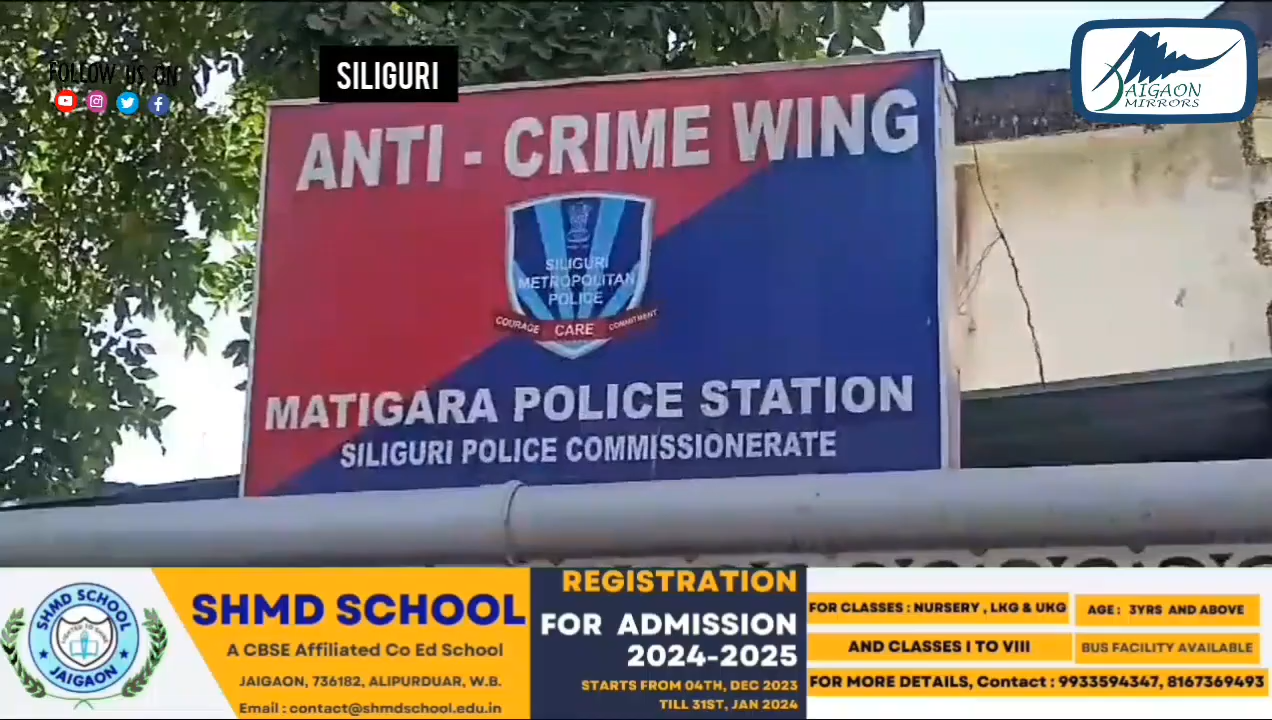 FOLLOW US ON
SILIGURI
JAIGAON
MIRRORS
ANTI - CRIME WING
SILIGURI
METROPOLITAN
POLICE
COURAGE CARE COMMITMENT
MATIGARA POLICE STATION
SILIGURI POLICE COMMISSIONERATE
SHMD SCHOOL
JAIGAON
SHMD SCHOOL
A CBSE Affiliated Co Ed School
JAIGAON, 736182, ALIPURDUAR, W.B.
Email : contact@shmdschool.edu.in
REGISTRATION
FOR ADMISSION
2024-2025
STARTS FROM 04TH, DEC 2023
TILL 31ST, JAN 2024
FOR CLASSES : NURSERY , LKG & UKG
AND CLASSES I TO VIII
AGE : 3YRS AND ABOVE
BUS FACILITY AVAILABLE
FOR MORE DETAILS, Contact : 9933594347, 8167369493